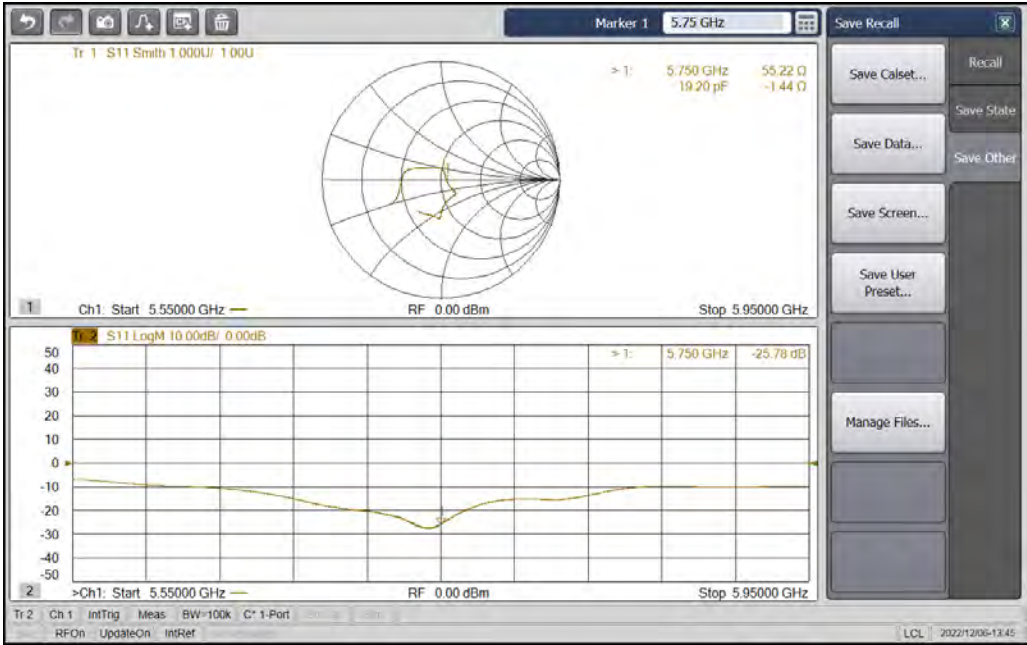 Marker 1 5.75 GHz
Save Recall
Tr 1 S11 Smith 1.000U/ 1.00U
> 1: 5.750 GHz 55.22 Ω
19.20 pF -1.44 Ω
1
Ch1: Start 5.55000 GHz
RF 0.00 dBm
Stop 5.95000 GHz
Tr 2 S11 LogM 10.00dB/ 0.00dB
> 1: 5.750 GHz -25.78 dB
50
40
30
20
10
0
-10
-20
-30
-40
-50
2
>Ch1: Start 5.55000 GHz
RF 0.00 dBm
Stop 5.95000 GHz
Save Calset...
Save Data...
Save Screen...
Save User
Preset...
Manage Files...
Recall
Save State
Save Other
Tr 2 Ch 1 IntTrig Meas BW=100k C* 1-Port
RFOn UpdateOn IntRef
LCL 2022/12/06-13:45